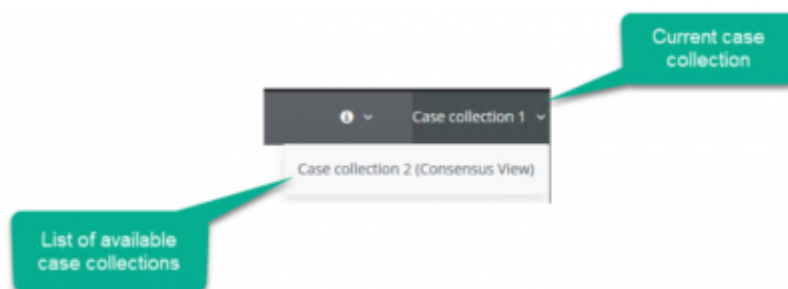 Current case
collection
Case collection 1
Case collection 2 (Consensus View)
List of available
case collections